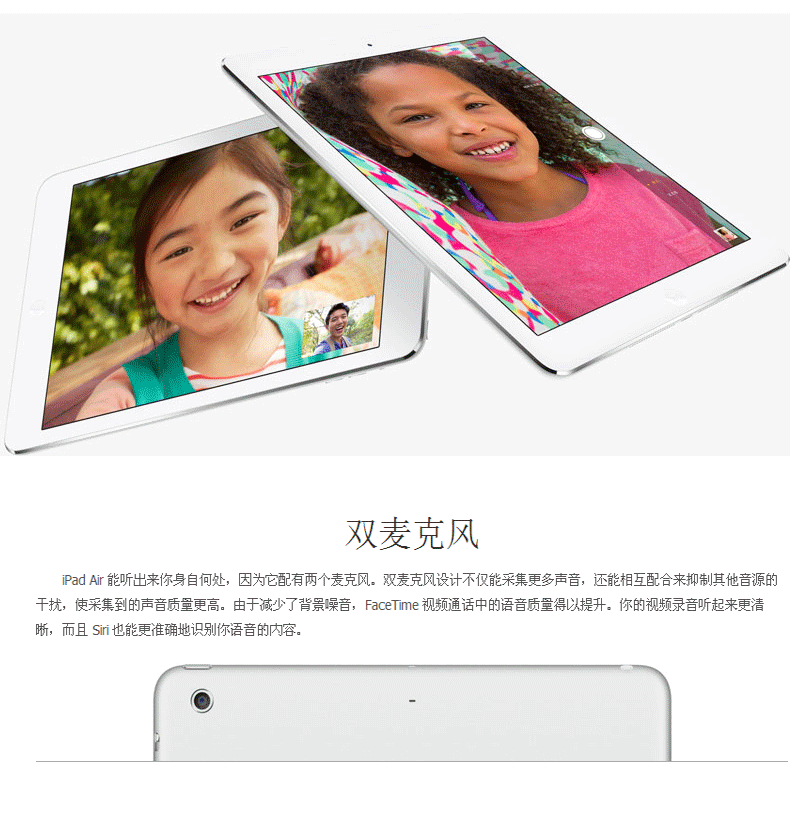 双麦克风
iPad Air 能听出来你身自何处，因为它配有两个麦克风。双麦克风设计不仅能采集更多声音，还能相互配合来抑制其他音源的
干扰，使采集到的声音质量更高。由于减少了背景噪音，FaceTime 视频通话中的语音质量得以提升。你的视频录音听起来更清
晰，而且 Siri 也能更准确地识别你语音的内容。